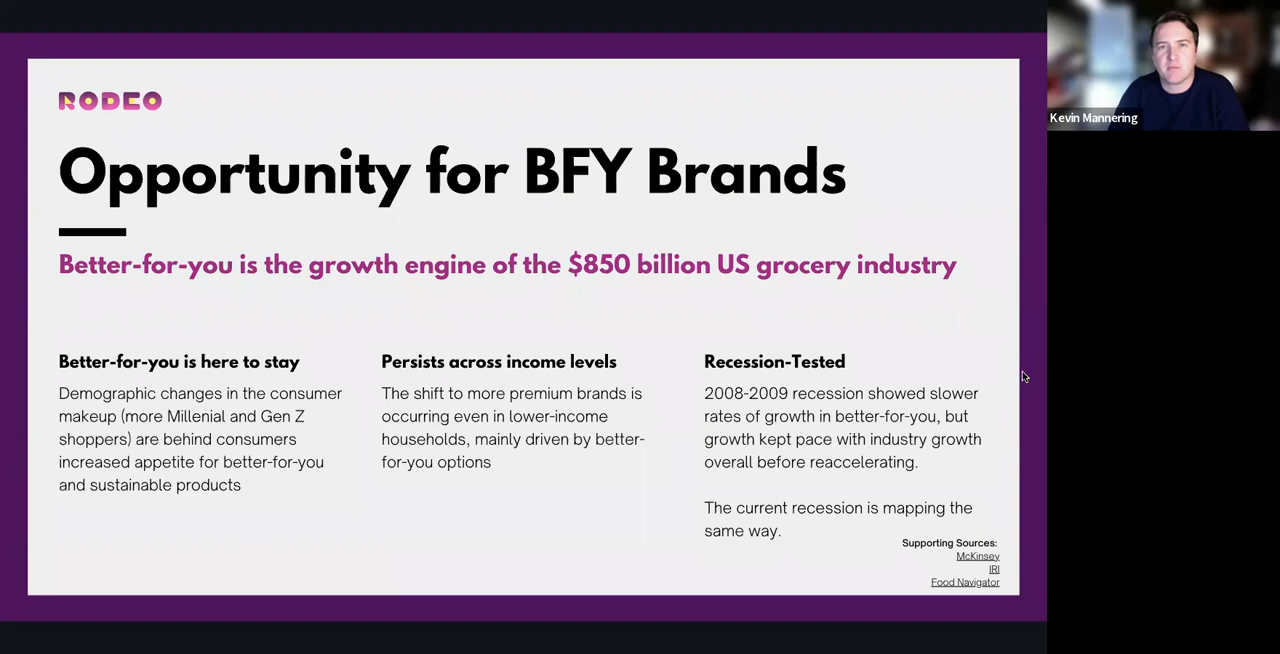 RODEO
Opportunity for BFY Brands
Better-for-you is the growth engine of the $850 billion US grocery industry
Better-for-you is here to stay
Demographic changes in the consumer
makeup (more Millenial and Gen Z
shoppers) are behind consumers
increased appetite for better-for-you
and sustainable products
Persists across income levels
The shift to more premium brands is
occurring even in lower-income
households, mainly driven by better-
for-you options
Recession-Tested
2008-2009 recession showed slower
rates of growth in better-for-you, but
growth kept pace with industry growth
overall before reaccelerating.
The current recession is mapping the
same way.
Supporting Sources:
McKinsey
IRI
Food Navigator
Kevin Mannering